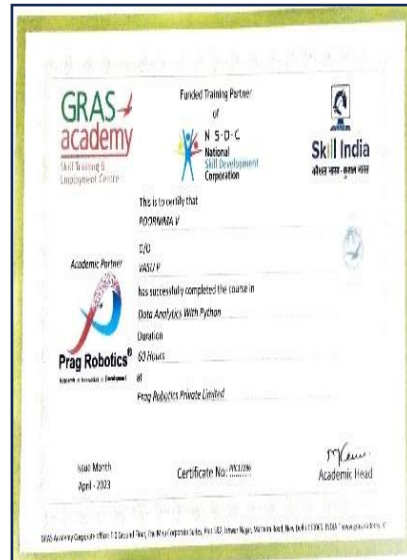 GRAS
academy
Skill Training &
Employment Centre
Funded Training Partner
of
N S D C
National
Skill Development
Corporation
Skill India
कौशल भारत - कुशल भारत
This is to certify that
POORNIMA V
D/O
VASU P
Academic Partner
has successfully completed the course in
Data Analytics With Python
Duration
60 Hours
at
Prag Robotics Private Limited
Prag Robotics®
Research Innovation Development
Issue Month
April - 2023
Certificate No.
Academic Head